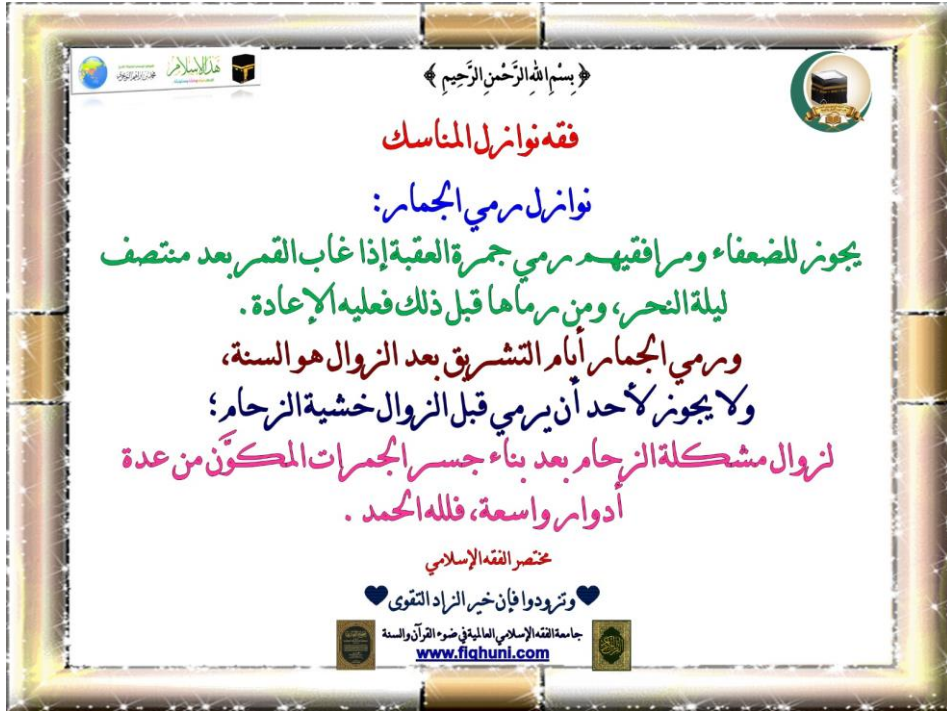 هذا الإسلام
﴿ بِسْمِ اللهِ الرَّحْمنِ الرَّحِيمِ ﴾
فقه نوازل المناسك
نوازل رمي الجمار:
يجوز للضعفاء ومرافقيهم رمي جمرة العقبة إذا غاب القمر بعد منتصف
ليلة النحر، ومن رماها قبل ذلك فعليه الإعادة.
ورمي الجمار أيام التشريق بعد الزوال هو السنة،
ولا يجوز لأحد أن يرمي قبل الزوال خشية الزحام؛
لزوال مشكلة الزحام بعد بناء جسر الجمرات المكوَّن من عدة
أدوار واسعة، فلله الحمد .
مختصر الفقه الإسلامي
وتزودوا فإن خير الزاد التقوى
جامعة الفقه الإسلامي العالمية في ضوء القرآن والسنة
www.fiqhuni.com